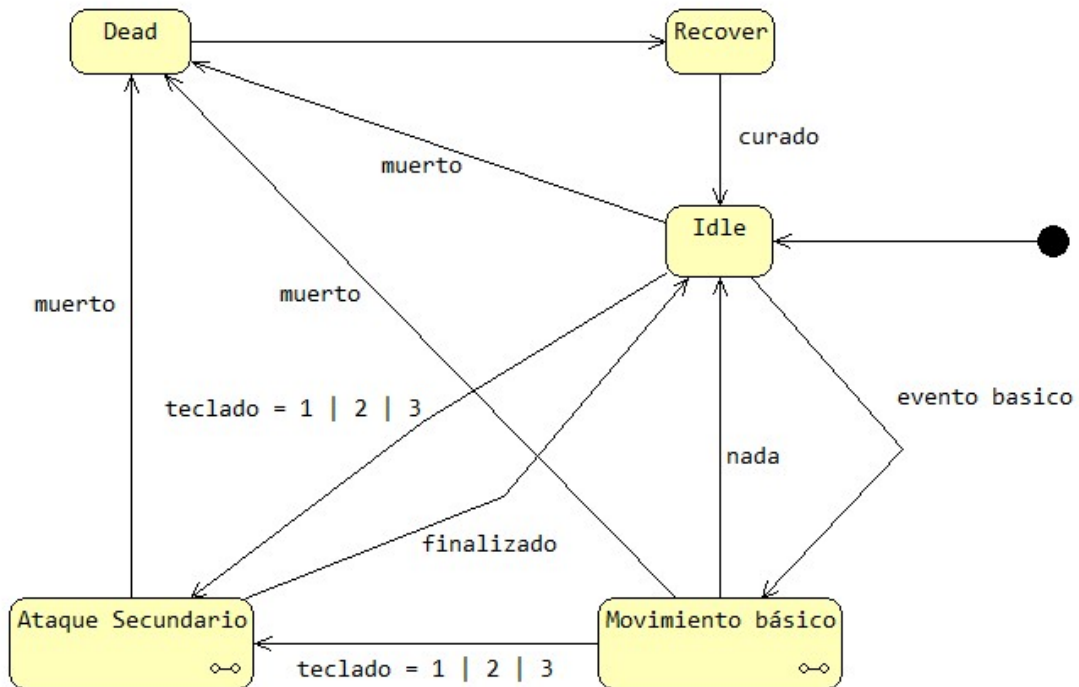 Dead
Recover
curado
muerto
Idle
muerto
muerto
evento basico
teclado = 1 | 2 | 3
nada
finalizado
Ataque Secundario
Movimiento básico
teclado = 1 | 2 | 3